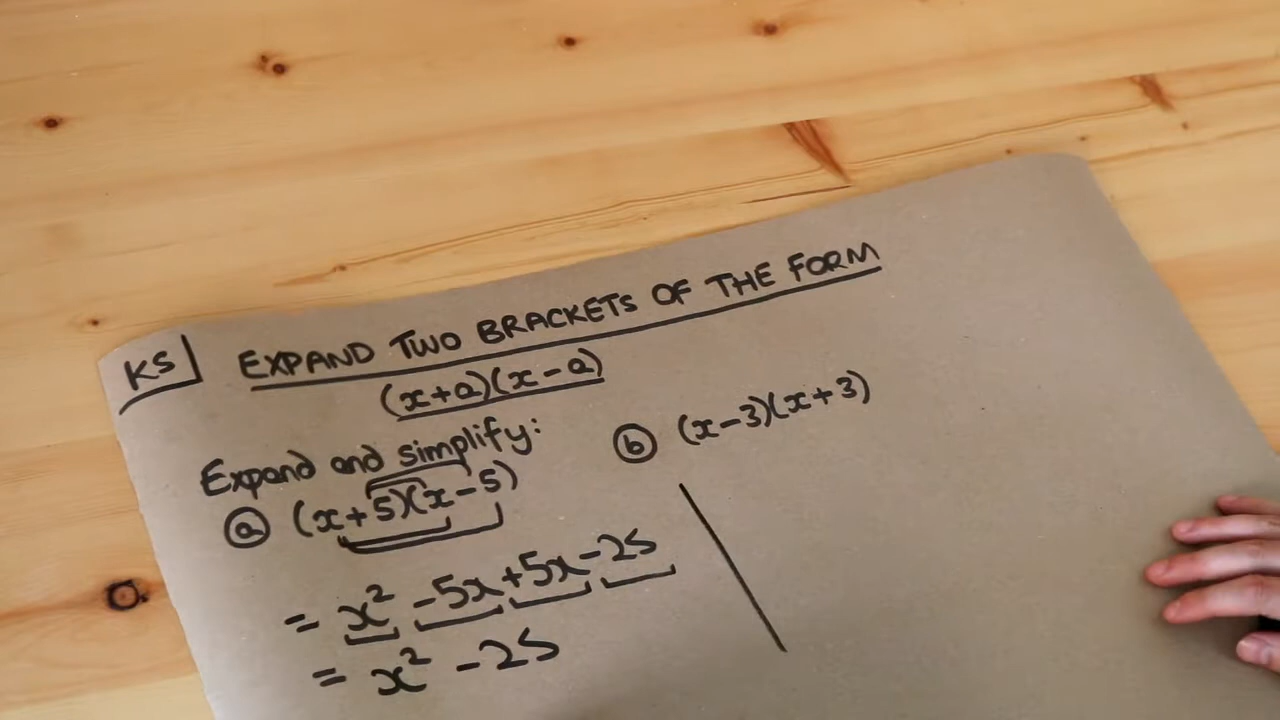 K5
EXPAND TWO BRACKETS OF THE FORM
(x+a)(x-a)
Expand and simplify:
ⓐ (x+5)(x-5)
= x² -5x +5x -25
= x² -25
ⓑ (x-3)(x+3)